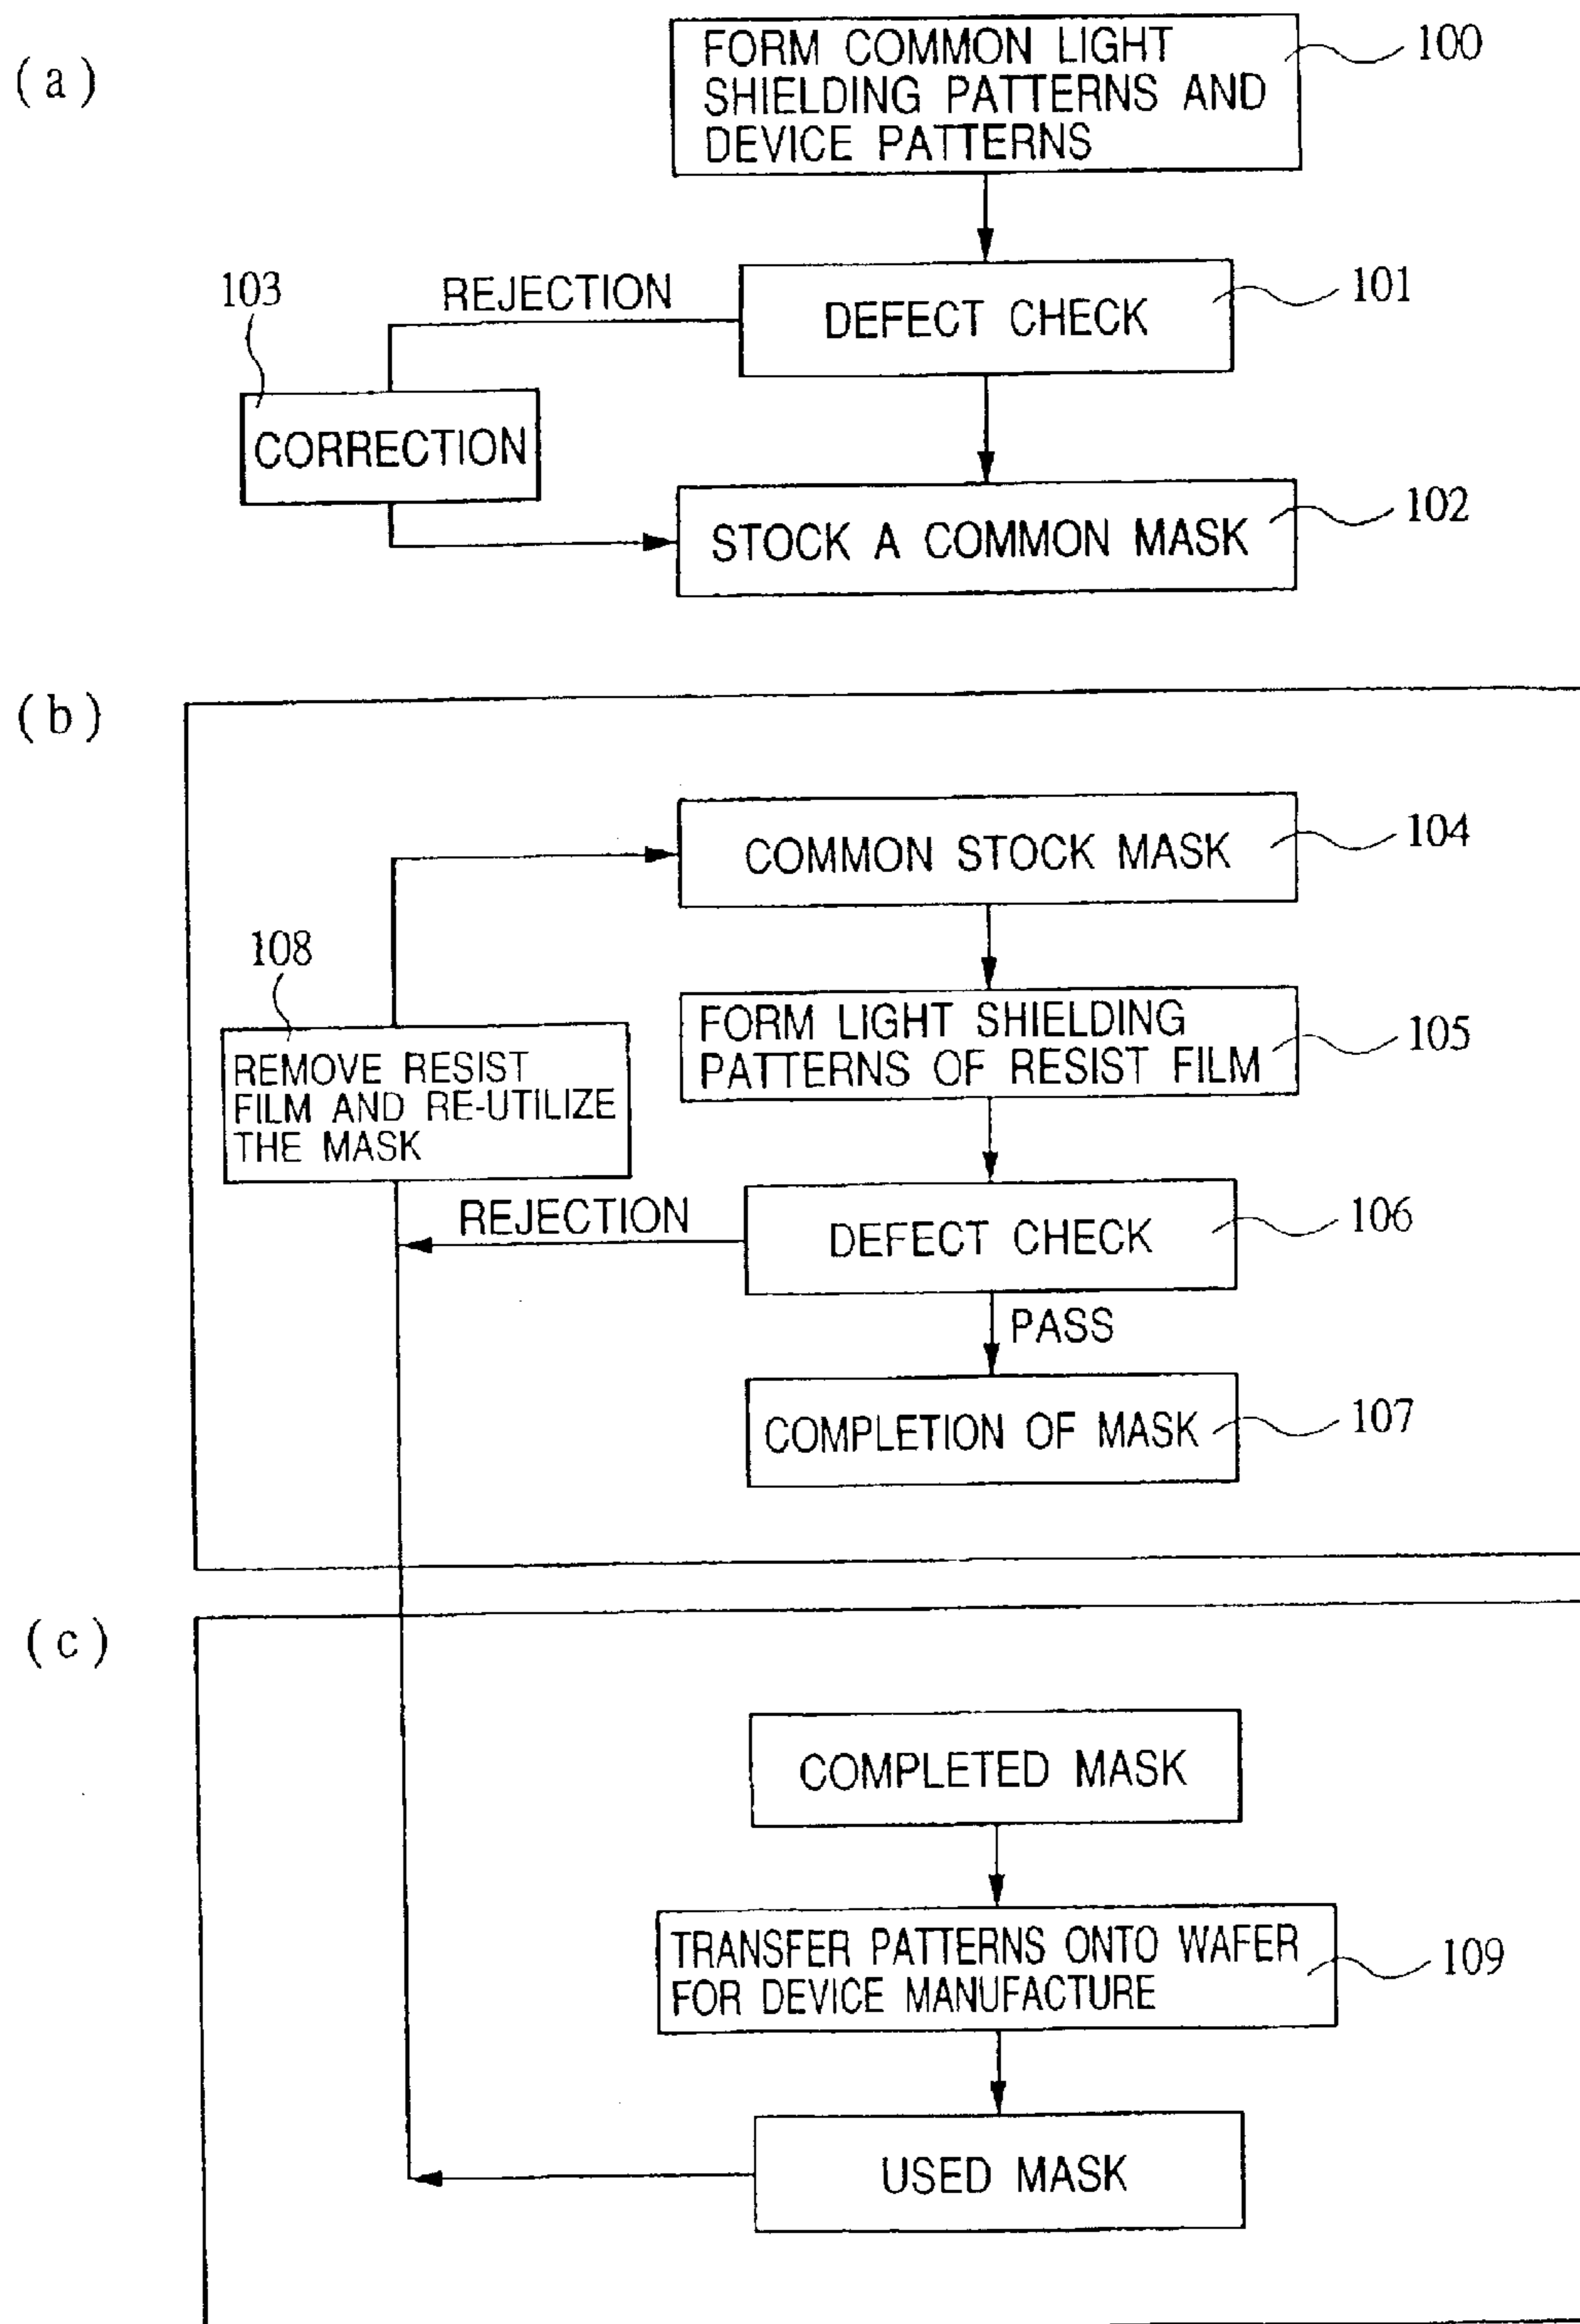 (a)
FORM COMMON LIGHT
SHIELDING PATTERNS AND
DEVICE PATTERNS
100
REJECTION
103
DEFECT CHECK
101
CORRECTION
STOCK A COMMON MASK
102
(b)
COMMON STOCK MASK
104
108
FORM LIGHT SHIELDING
PATTERNS OF RESIST FILM
105
REMOVE RESIST
FILM AND RE-UTILIZE
THE MASK
REJECTION
DEFECT CHECK
106
PASS
COMPLETION OF MASK
107
(c)
COMPLETED MASK
TRANSFER PATTERNS ONTO WAFER
FOR DEVICE MANUFACTURE
109
USED MASK